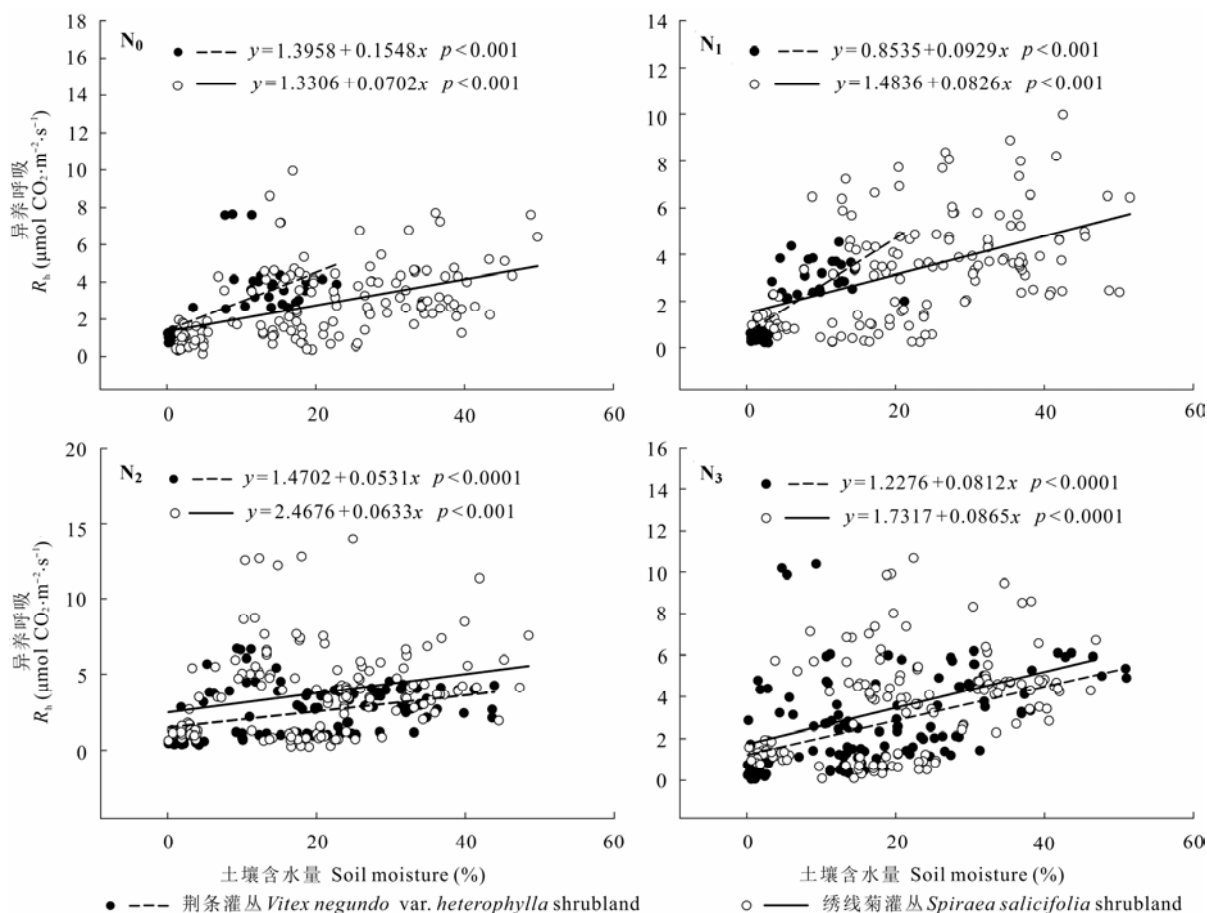 18
16
14
12
10
8
6
4
2
0
N₀
y=1.3958+0.1548x p<0.001
y=1.3306+0.0702x p<0.001
异养呼吸
Rₕ (μmol CO₂·m⁻²·s⁻¹)
0 20 40 60
14
12
10
8
6
4
2
0
N₁
y=0.8535+0.0929x p<0.001
y=1.4836+0.0826x p<0.001
0 20 40 60
20
15
10
5
0
N₂
y=1.4702+0.0531x p<0.0001
y=2.4676+0.0633x p<0.001
异养呼吸
Rₕ (μmol CO₂·m⁻²·s⁻¹)
0 20 40 60
土壤含水量 Soil moisture (%)
16
14
12
10
8
6
4
2
0
N₃
y=1.2276+0.0812x p<0.0001
y=1.7317+0.0865x p<0.0001
0 20 40 60
土壤含水量 Soil moisture (%)
荆条灌丛 Vitex negundo var. heterophylla shrubland
绣线菊灌丛 Spiraea salicifolia shrubland